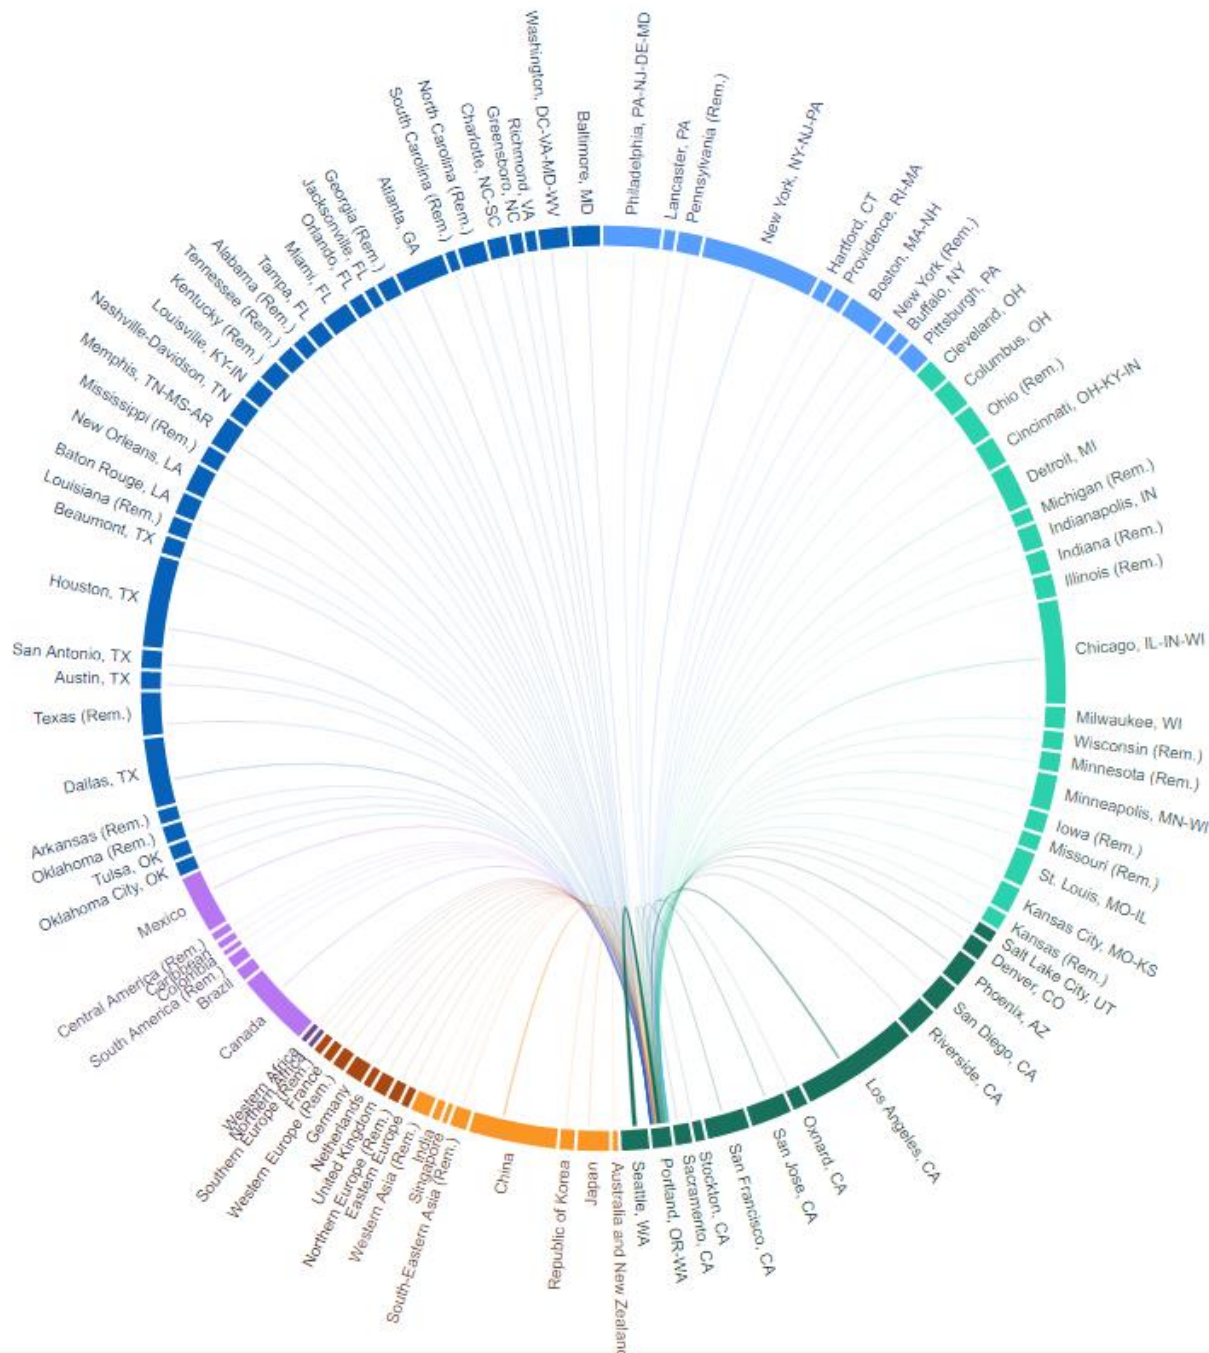 Philadelphia, PA-NJ-DE-MD
Lancaster, PA
Pennsylvania (Rem.)
New York, NY-NJ-PA
Hartford, CT
Providence, RI-MA
Boston, MA-NH
New York (Rem.)
Buffalo, NY
Pittsburgh, PA
Cleveland, OH
Columbus, OH
Ohio (Rem.)
Cincinnati, OH-KY-IN
Detroit, MI
Michigan (Rem.)
Indianapolis, IN
Indiana (Rem.)
Illinois (Rem.)
Chicago, IL-IN-WI
Milwaukee, WI
Wisconsin (Rem.)
Minnesota (Rem.)
Minneapolis, MN-WI
Iowa (Rem.)
Missouri (Rem.)
St. Louis, MO-IL
Kansas City, MO-KS
Kansas (Rem.)
Salt Lake City, UT
Denver, CO
Phoenix, AZ
San Diego, CA
Riverside, CA
Los Angeles, CA
Oxnard, CA
San Jose, CA
San Francisco, CA
Stockton, CA
Sacramento, CA
Portland, OR-WA
Seattle, WA
Australia and New Zealand
Japan
Republic of Korea
China
South-Eastern Asia (Rem.)
Singapore
India
Western Asia (Rem.)
Eastern Europe
Northern Europe (Rem.)
United Kingdom
Netherlands
Germany
Western Europe (Rem.)
France
Southern Europe (Rem.)
Northern Africa
Western Africa
Canada
Brazil
South America (Rem.)
Colombia
Caribbean
Central America (Rem.)
Mexico
Oklahoma City, OK
Tulsa, OK
Oklahoma (Rem.)
Arkansas (Rem.)
Dallas, TX
Texas (Rem.)
Austin, TX
San Antonio, TX
Houston, TX
Beaumont, TX
Louisiana (Rem.)
Baton Rouge, LA
New Orleans, LA
Mississippi (Rem.)
Memphis, TN-MS-AR
Nashville-Davidson, TN
Louisville, KY-IN
Kentucky (Rem.)
Tennessee (Rem.)
Alabama (Rem.)
Tampa, FL
Miami, FL
Orlando, FL
Jacksonville, FL
Georgia (Rem.)
Atlanta, GA
South Carolina (Rem.)
North Carolina (Rem.)
Charlotte, NC-SC
Greensboro, NC
Richmond, VA
Washington, DC-VA-MD-WV
Baltimore, MD